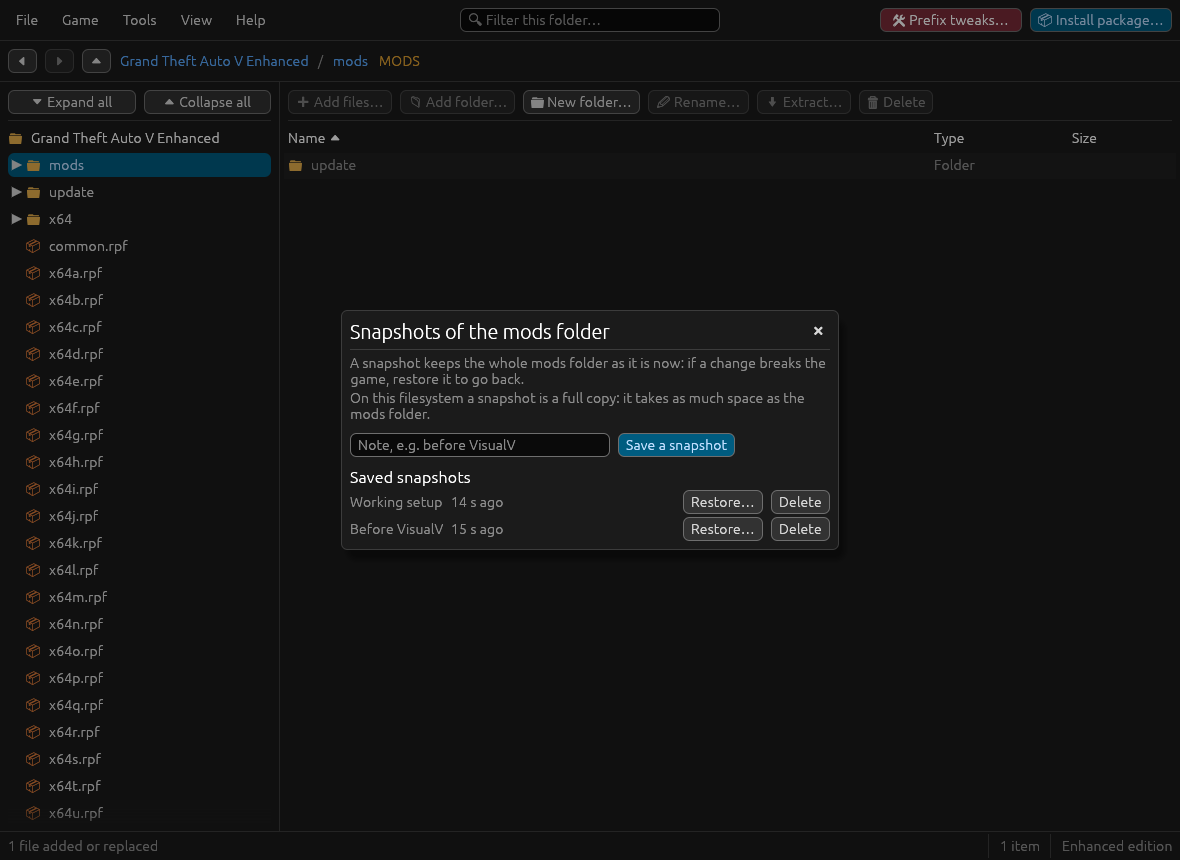 File Game Tools View Help Filter this folder... Prefix tweaks... Install package...
Grand Theft Auto V Enhanced / mods MODS
Expand all Collapse all Add files... Add folder... New folder... Rename... Extract... Delete
Grand Theft Auto V Enhanced Name Type Size
mods update Folder
update
x64
common.rpf
x64a.rpf
x64b.rpf
x64c.rpf
x64d.rpf
x64e.rpf
x64f.rpf
x64g.rpf
x64h.rpf
x64i.rpf
x64j.rpf
x64k.rpf
x64l.rpf
x64m.rpf
x64n.rpf
x64o.rpf
x64p.rpf
x64q.rpf
x64r.rpf
x64s.rpf
x64t.rpf
x64u.rpf
Snapshots of the mods folder
A snapshot keeps the whole mods folder as it is now: if a change breaks the
game, restore it to go back.
On this filesystem a snapshot is a full copy: it takes as much space as the
mods folder.
Note, e.g. before VisualV Save a snapshot
Saved snapshots
Working setup 14 s ago Restore... Delete
Before VisualV 15 s ago Restore... Delete
1 file added or replaced 1 item Enhanced edition